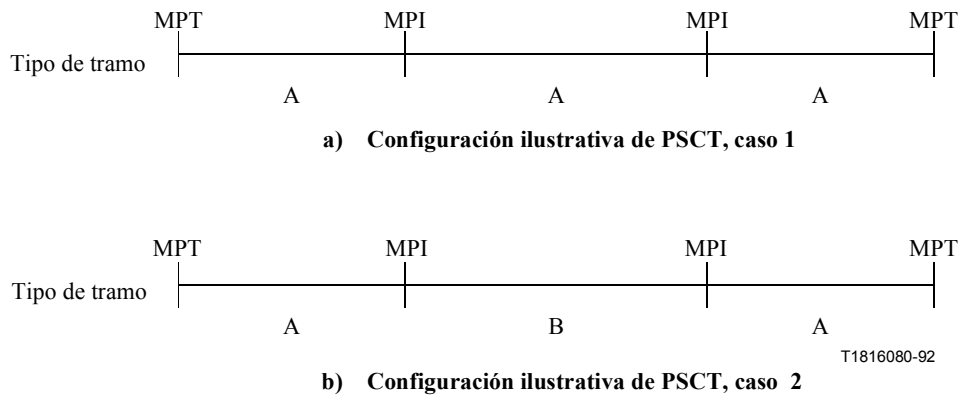 MPT MPI MPI MPT
Tipo de tramo
A A A
a) Configuración ilustrativa de PSCT, caso 1
MPT MPI MPI MPT
Tipo de tramo
A B A
T1816080-92
b) Configuración ilustrativa de PSCT, caso 2